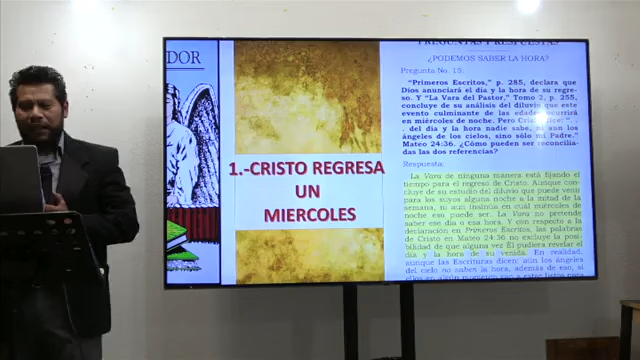 DOR
1.-CRISTO REGRESA
UN
MIERCOLES
PREGUNTAS Y RESPUESTAS
¿PODEMOS SABER LA HORA?
Pregunta No. 15:
"Primeros Escritos," p. 285, declara que
Dios anunciará el día y la hora de su regre-
so. Y "La Vara del Pastor," Tomo 2, p. 255,
concluye de su análisis del diluvio que este
evento culminante de las edades ocurrirá
en miércoles de noche. Pero Cristo dice: ". .
. del día y la hora nadie sabe, ni aun los
ángeles de los cielos, sino sólo mi Padre."
Mateo 24:36. ¿Cómo pueden ser reconcilia-
das las dos referencias?
Respuesta:
La Vara de ninguna manera está fijando el
tiempo para el regreso de Cristo. Aunque con-
cluye de su estudio del diluvio que puede venir
para los suyos alguna noche a la mitad de la
semana, ni aun insinúa en cuál miércoles de
noche eso puede ser. La Vara no pretende
saber ese día o esa hora. Y con respecto a la
declaración en Primeros Escritos, las palabras
de Cristo en Mateo 24:36 no excluye la po-
sibilidad de que alguna vez Él pudiera revelar el
día y la hora de su venida. En realidad,
aunque las Escrituras dicen: aún los ángeles
del cielo no saben la hora, además de eso, si